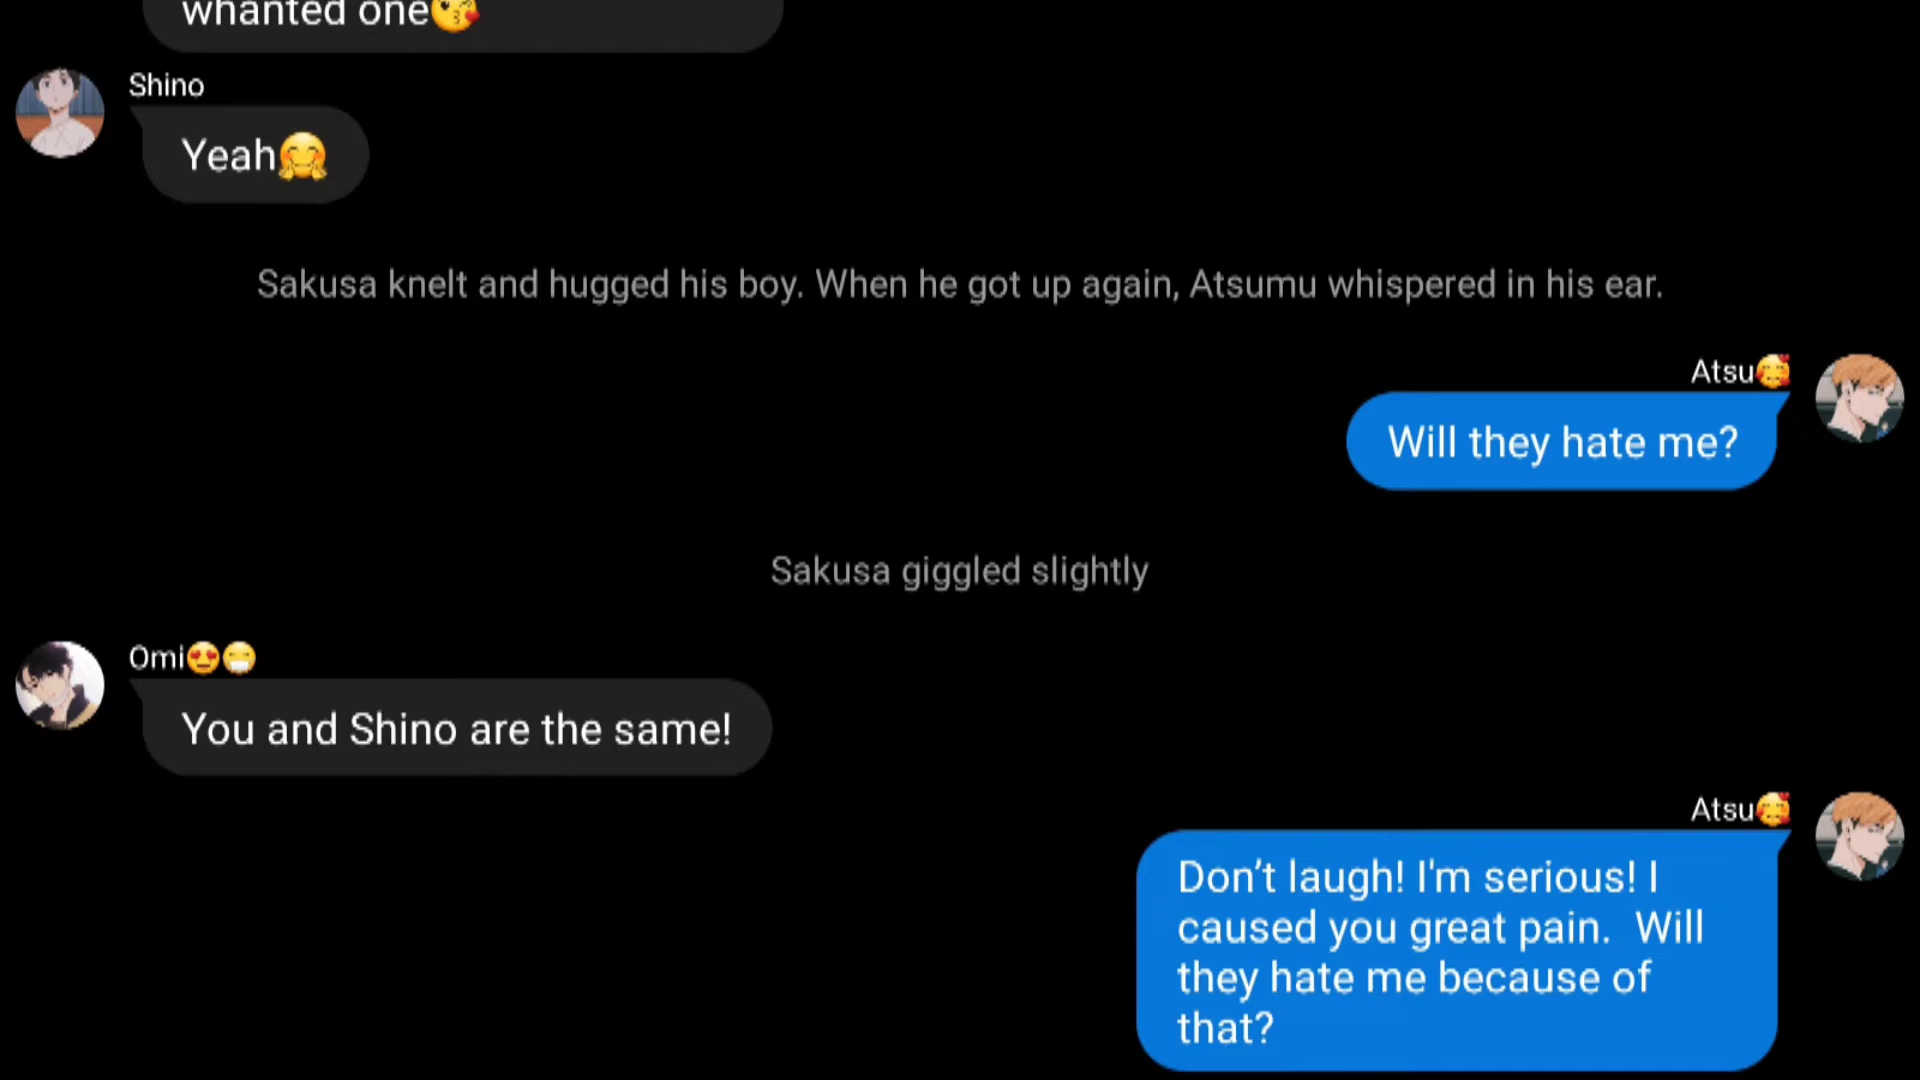 whanted one😘
Shino
Yeah🤗
Sakusa knelt and hugged his boy. When he got up again, Atsumu whispered in his ear.
Atsu🥰
Will they hate me?
Sakusa giggled slightly
Omi😍😷
You and Shino are the same!
Atsu🥰
Don’t laugh! I'm serious! I
caused you great pain.  Will
they hate me because of
that?